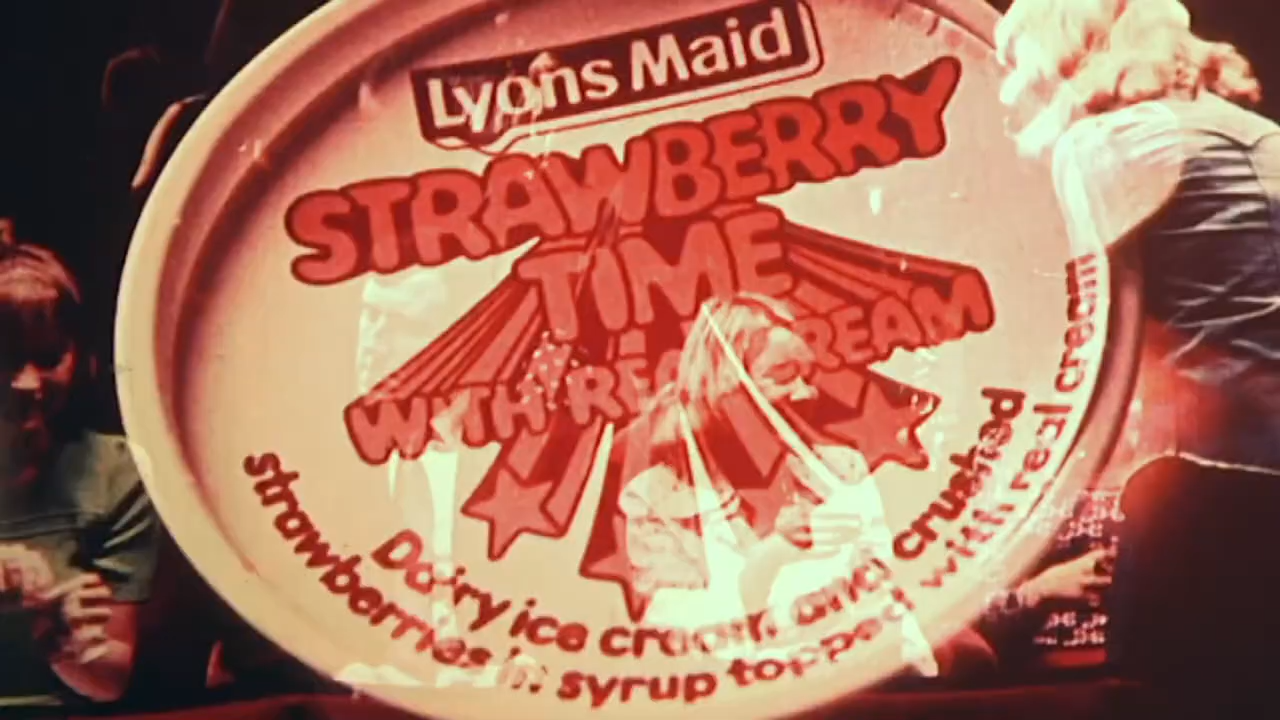 Lyons Maid
STRAWBERRY
TIME
WITH REAL CREAM
Dairy ice cream and crushed
strawberries in syrup topped with real cream